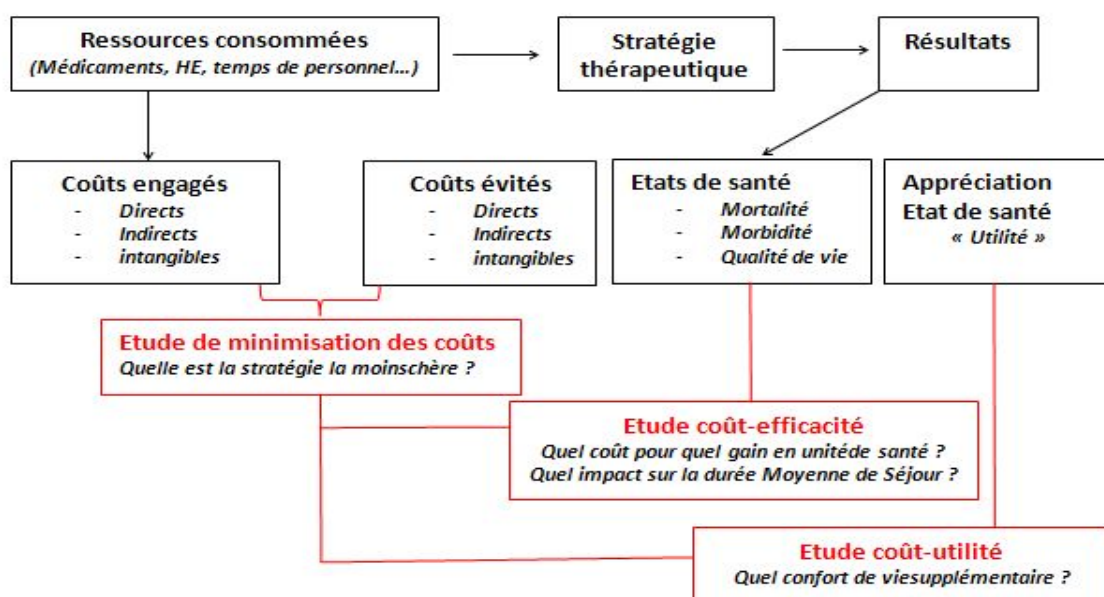 Ressources consommées
(Médicaments, HE, temps de personnel...)
Stratégie
thérapeutique
Résultats
Coûts engagés
- Directs
- Indirects
- intangibles
Coûts évités
- Directs
- Indirects
- intangibles
Etats de santé
- Mortalité
- Morbidité
- Qualité de vie
Appréciation
Etat de santé
« Utilité »
Etude de minimisation des coûts
Quelle est la stratégie la moinschère ?
Etude coût-efficacité
Quel coût pour quel gain en unitéde santé ?
Quel impact sur la durée Moyenne de Séjour ?
Etude coût-utilité
Quel confort de viesupplémentaire ?